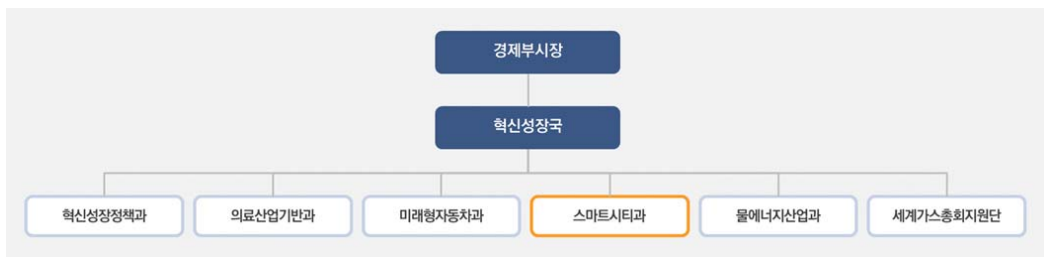 경제부시장
혁신성장국
혁신성장정책과
의료산업기반과
미래형자동차과
스마트시티과
물에너지산업과
세계가스총회지원단